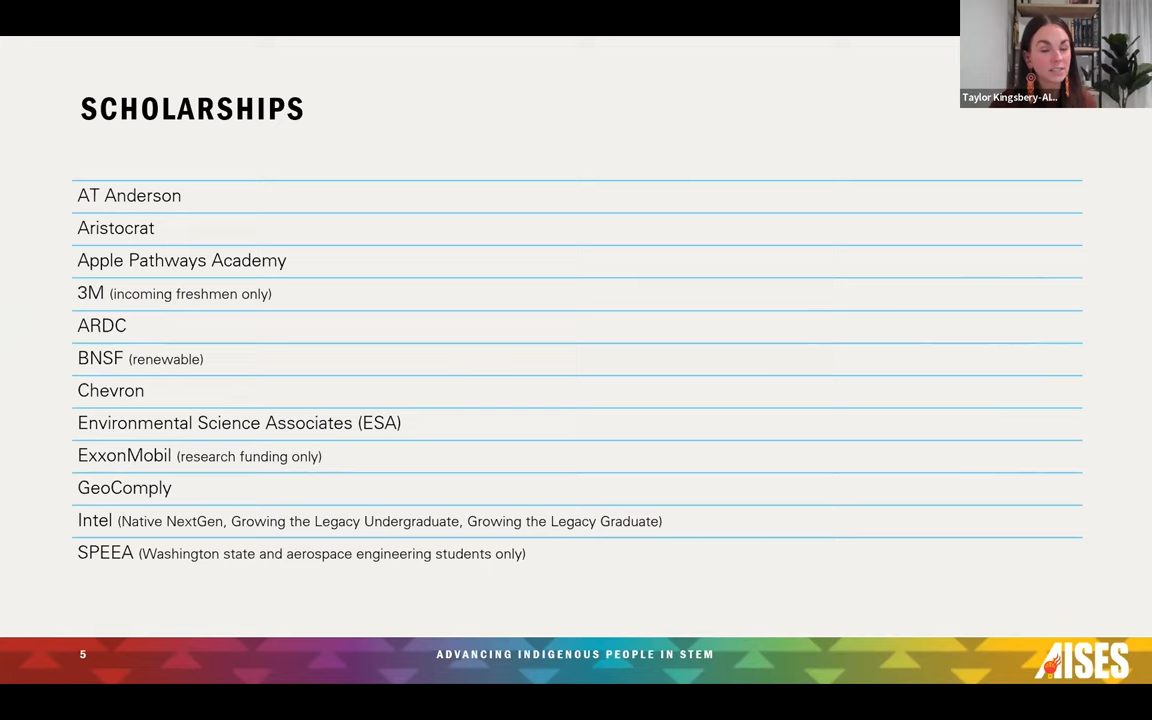 SCHOLARSHIPS
Taylor Kingsbery-AI...
AT Anderson
Aristocrat
Apple Pathways Academy
3M (incoming freshmen only)
ARDC
BNSF (renewable)
Chevron
Environmental Science Associates (ESA)
ExxonMobil (research funding only)
GeoComply
Intel (Native NextGen, Growing the Legacy Undergraduate, Growing the Legacy Graduate)
SPEEA (Washington state and aerospace engineering students only)
5
ADVANCING INDIGENOUS PEOPLE IN STEM
AISES